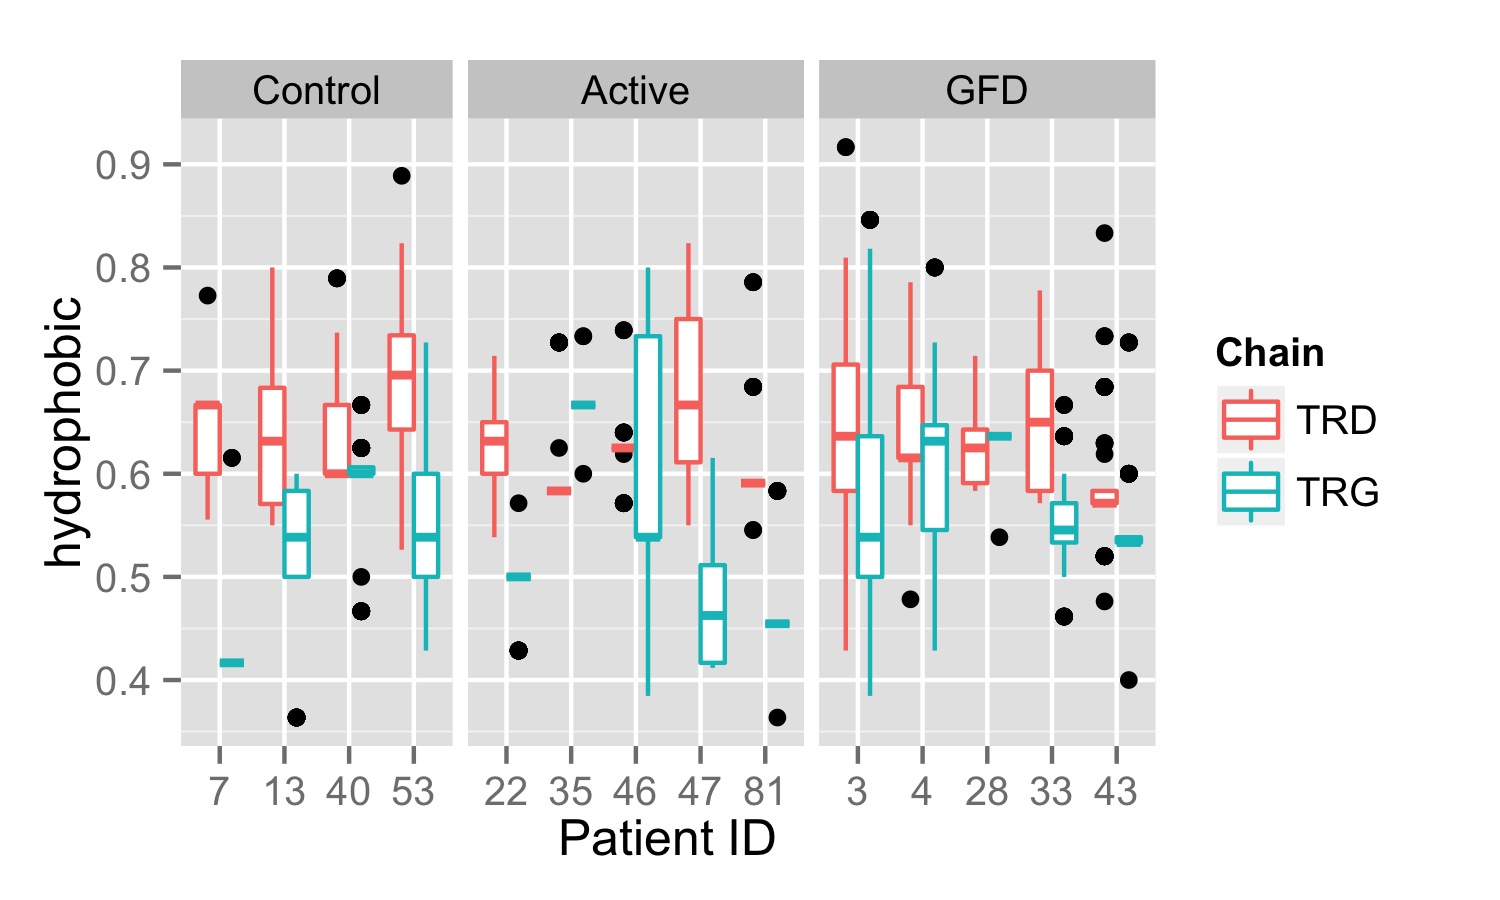 Control Active GFD
0.9
0.8
0.7
0.6
0.5
0.4
hydrophobic
7 13 40 53 22 35 46 47 81 3 4 28 33 43
Patient ID
Chain
TRD
TRG